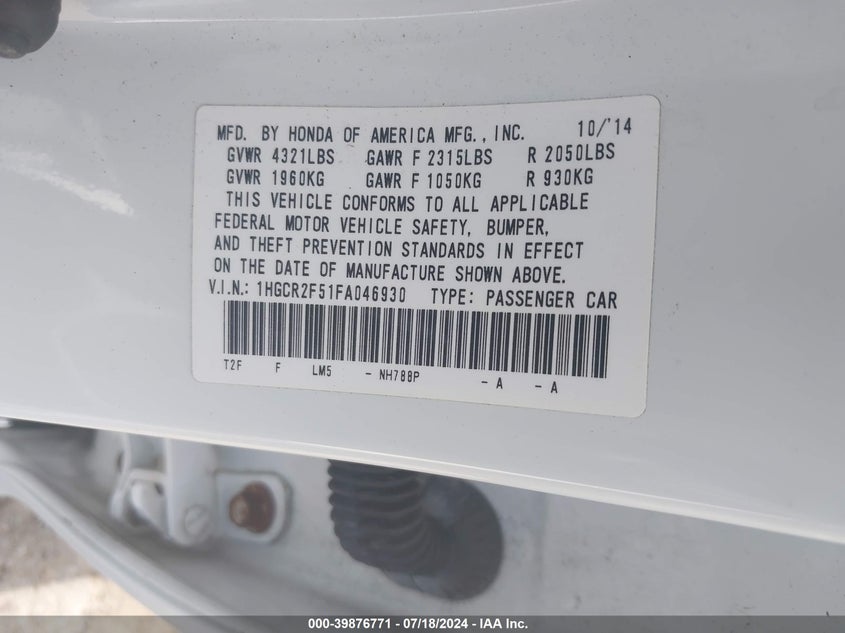 MFD. BY HONDA OF AMERICA MFG., INC. 10/'14
GVWR 4321LBS GAWR F 2315LBS R 2050LBS
GVWR 1960KG GAWR F 1050KG R 930KG
THIS VEHICLE CONFORMS TO ALL APPLICABLE
FEDERAL MOTOR VEHICLE SAFETY, BUMPER,
AND THEFT PREVENTION STANDARDS IN EFFECT
ON THE DATE OF MANUFACTURE SHOWN ABOVE.
V.I.N.: 1HGCR2F51FA046930 TYPE: PASSENGER CAR
T2F F LM5 - NH788P - A - A
000-39876771 - 07/18/2024 - IAA Inc.